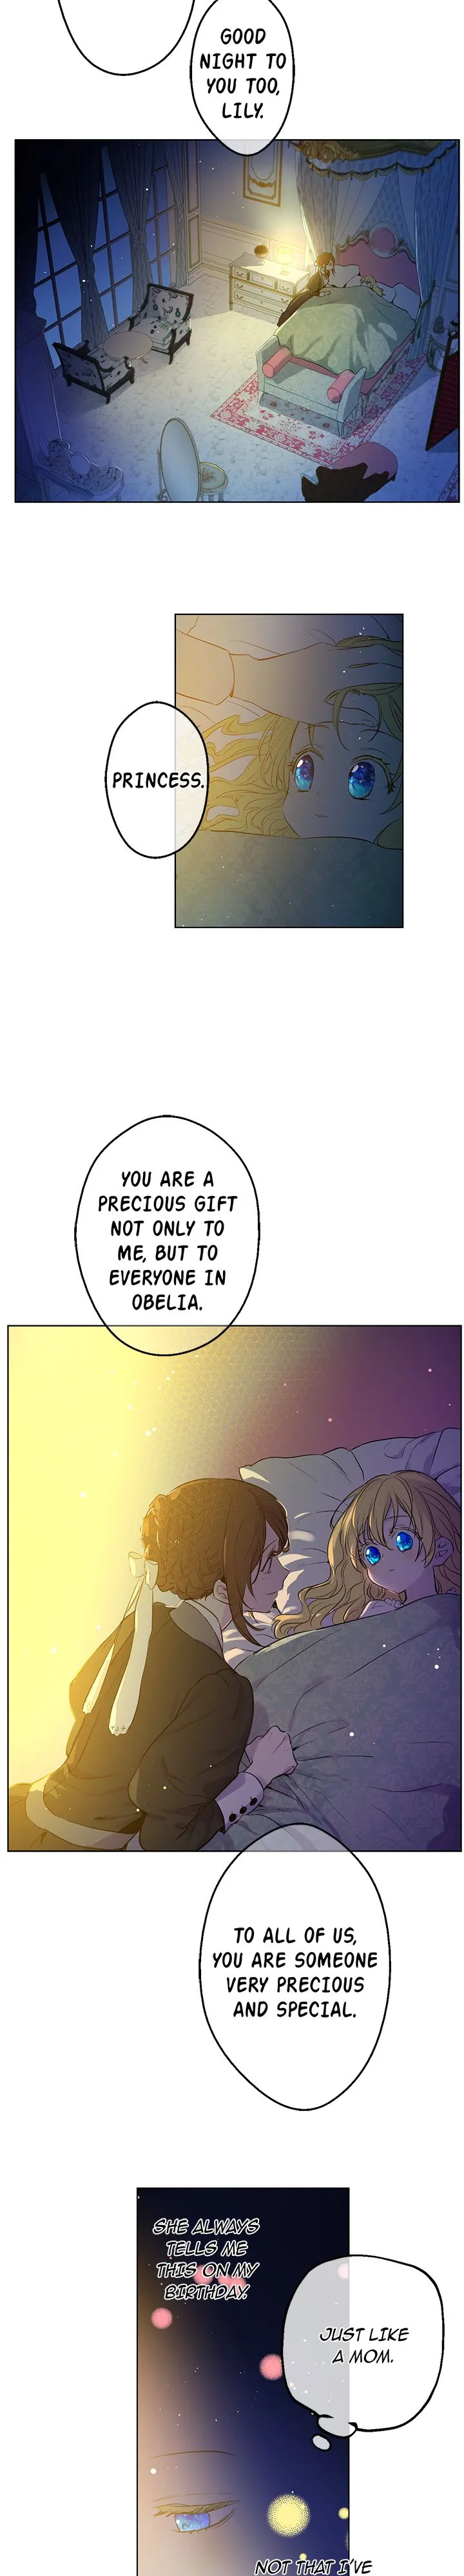 GOOD
NIGHT TO
YOU TOO,
LILY.
PRINCESS.
YOU ARE A
PRECIOUS GIFT
NOT ONLY TO
ME, BUT TO
EVERYONE IN
OBELIA.
TO ALL OF US,
YOU ARE SOMEONE
VERY PRECIOUS
AND SPECIAL.
SHE ALWAYS
TELLS ME
THIS ON MY
BIRTHDAY.
JUST LIKE
A MOM.
NOT THAT I'VE